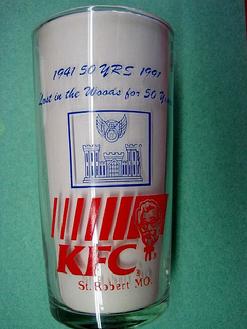 1941 50 YRS 1991
Lost in the Woods for 50 Years
KFC
St. Robert MO.